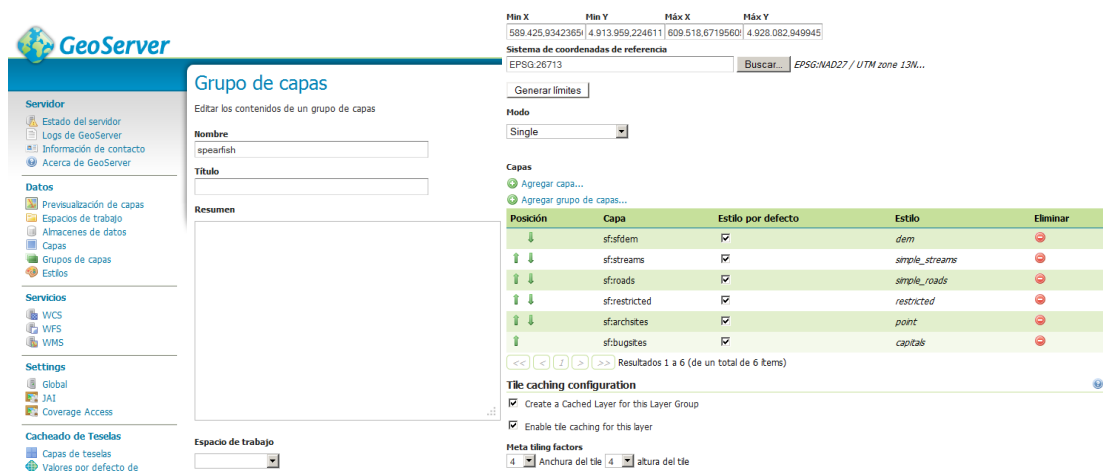 GeoServer
Servidor
Estado del servidor
Logs de GeoServer
Información de contacto
Acerca de GeoServer
Datos
Previsualización de capas
Espacios de trabajo
Almacenes de datos
Capas
Grupos de capas
Estilos
Servicios
WCS
WFS
WMS
Settings
Global
JAI
Coverage Access
Cacheado de Teselas
Capas de teselas
Valores por defecto de
Grupo de capas
Editar los contenidos de un grupo de capas
Nombre
spearfish
Título
Resumen
Espacio de trabajo
Min X Min Y Máx X Máx Y
589.425,9342365 4.913.959,224611 609.518,6719560 4.928.082,949945
Sistema de coordenadas de referencia
EPSG:26713 Buscar... EPSG:NAD27 / UTM zone 13N...
Generar límites
Modo
Single
Capas
Agregar capa...
Agregar grupo de capas...
Posición Capa Estilo por defecto Estilo Eliminar
sf:sfdem dem
sf:streams simple_streams
sf:roads simple_roads
sf:restricted restricted
sf:archsites point
sf:bugsites capitals
<< < 1 > >> Resultados 1 a 6 (de un total de 6 ítems)
Tile caching configuration
Create a Cached Layer for this Layer Group
Enable tile caching for this layer
Meta tiling factors
4 Anchura del tile 4 altura del tile